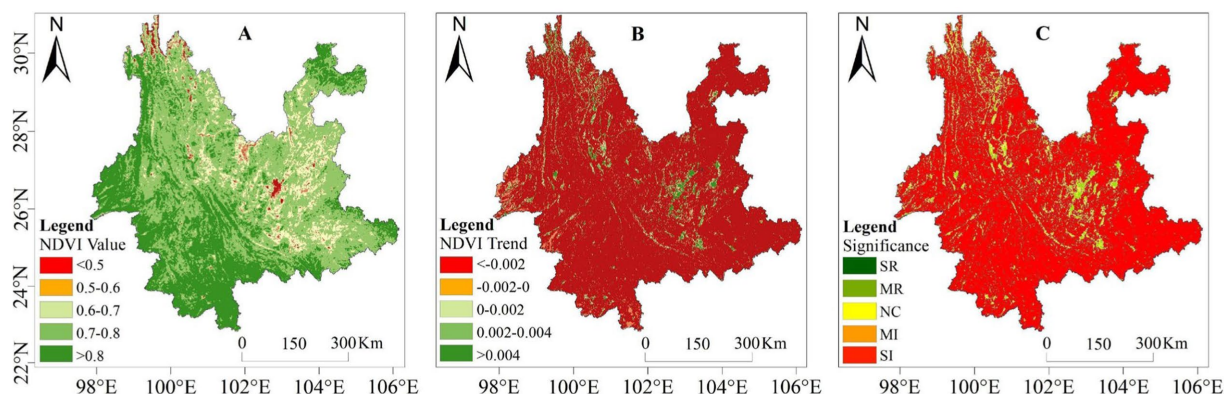 N
A
30°N
28°N
26°N
24°N
22°N
Legend
NDVI Value
<0.5
0.5-0.6
0.6-0.7
0.7-0.8
>0.8
0 150 300Km
98°E 100°E 102°E 104°E 106°E
N
B
Legend
NDVI Trend
<-0.002
-0.002-0
0-0.002
0.002-0.004
>0.004
0 150 300Km
98°E 100°E 102°E 104°E 106°E
N
C
Legend
Significance
SR
MR
NC
MI
SI
0 150 300Km
98°E 100°E 102°E 104°E 106°E